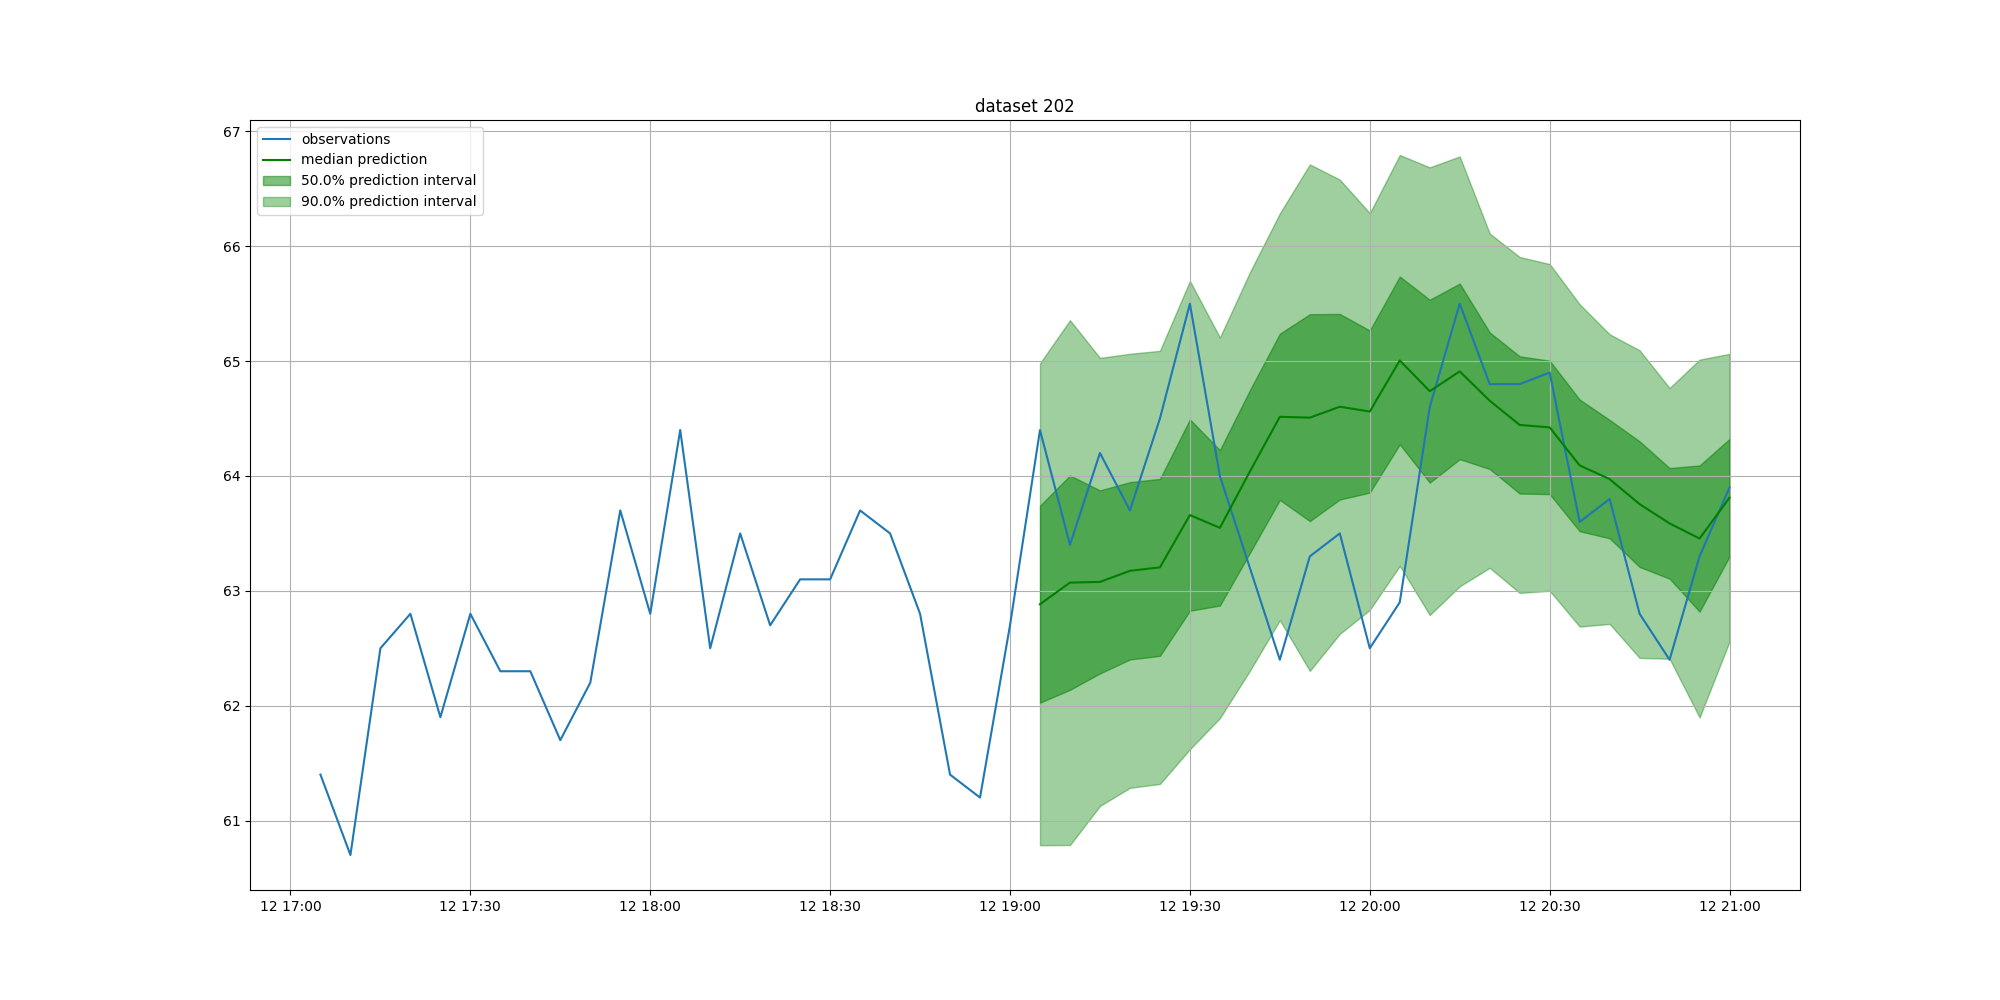 dataset 202
observations
median prediction
50.0% prediction interval
90.0% prediction interval
67
66
65
64
63
62
61
12 17:00 12 17:30 12 18:00 12 18:30 12 19:00 12 19:30 12 20:00 12 20:30 12 21:00